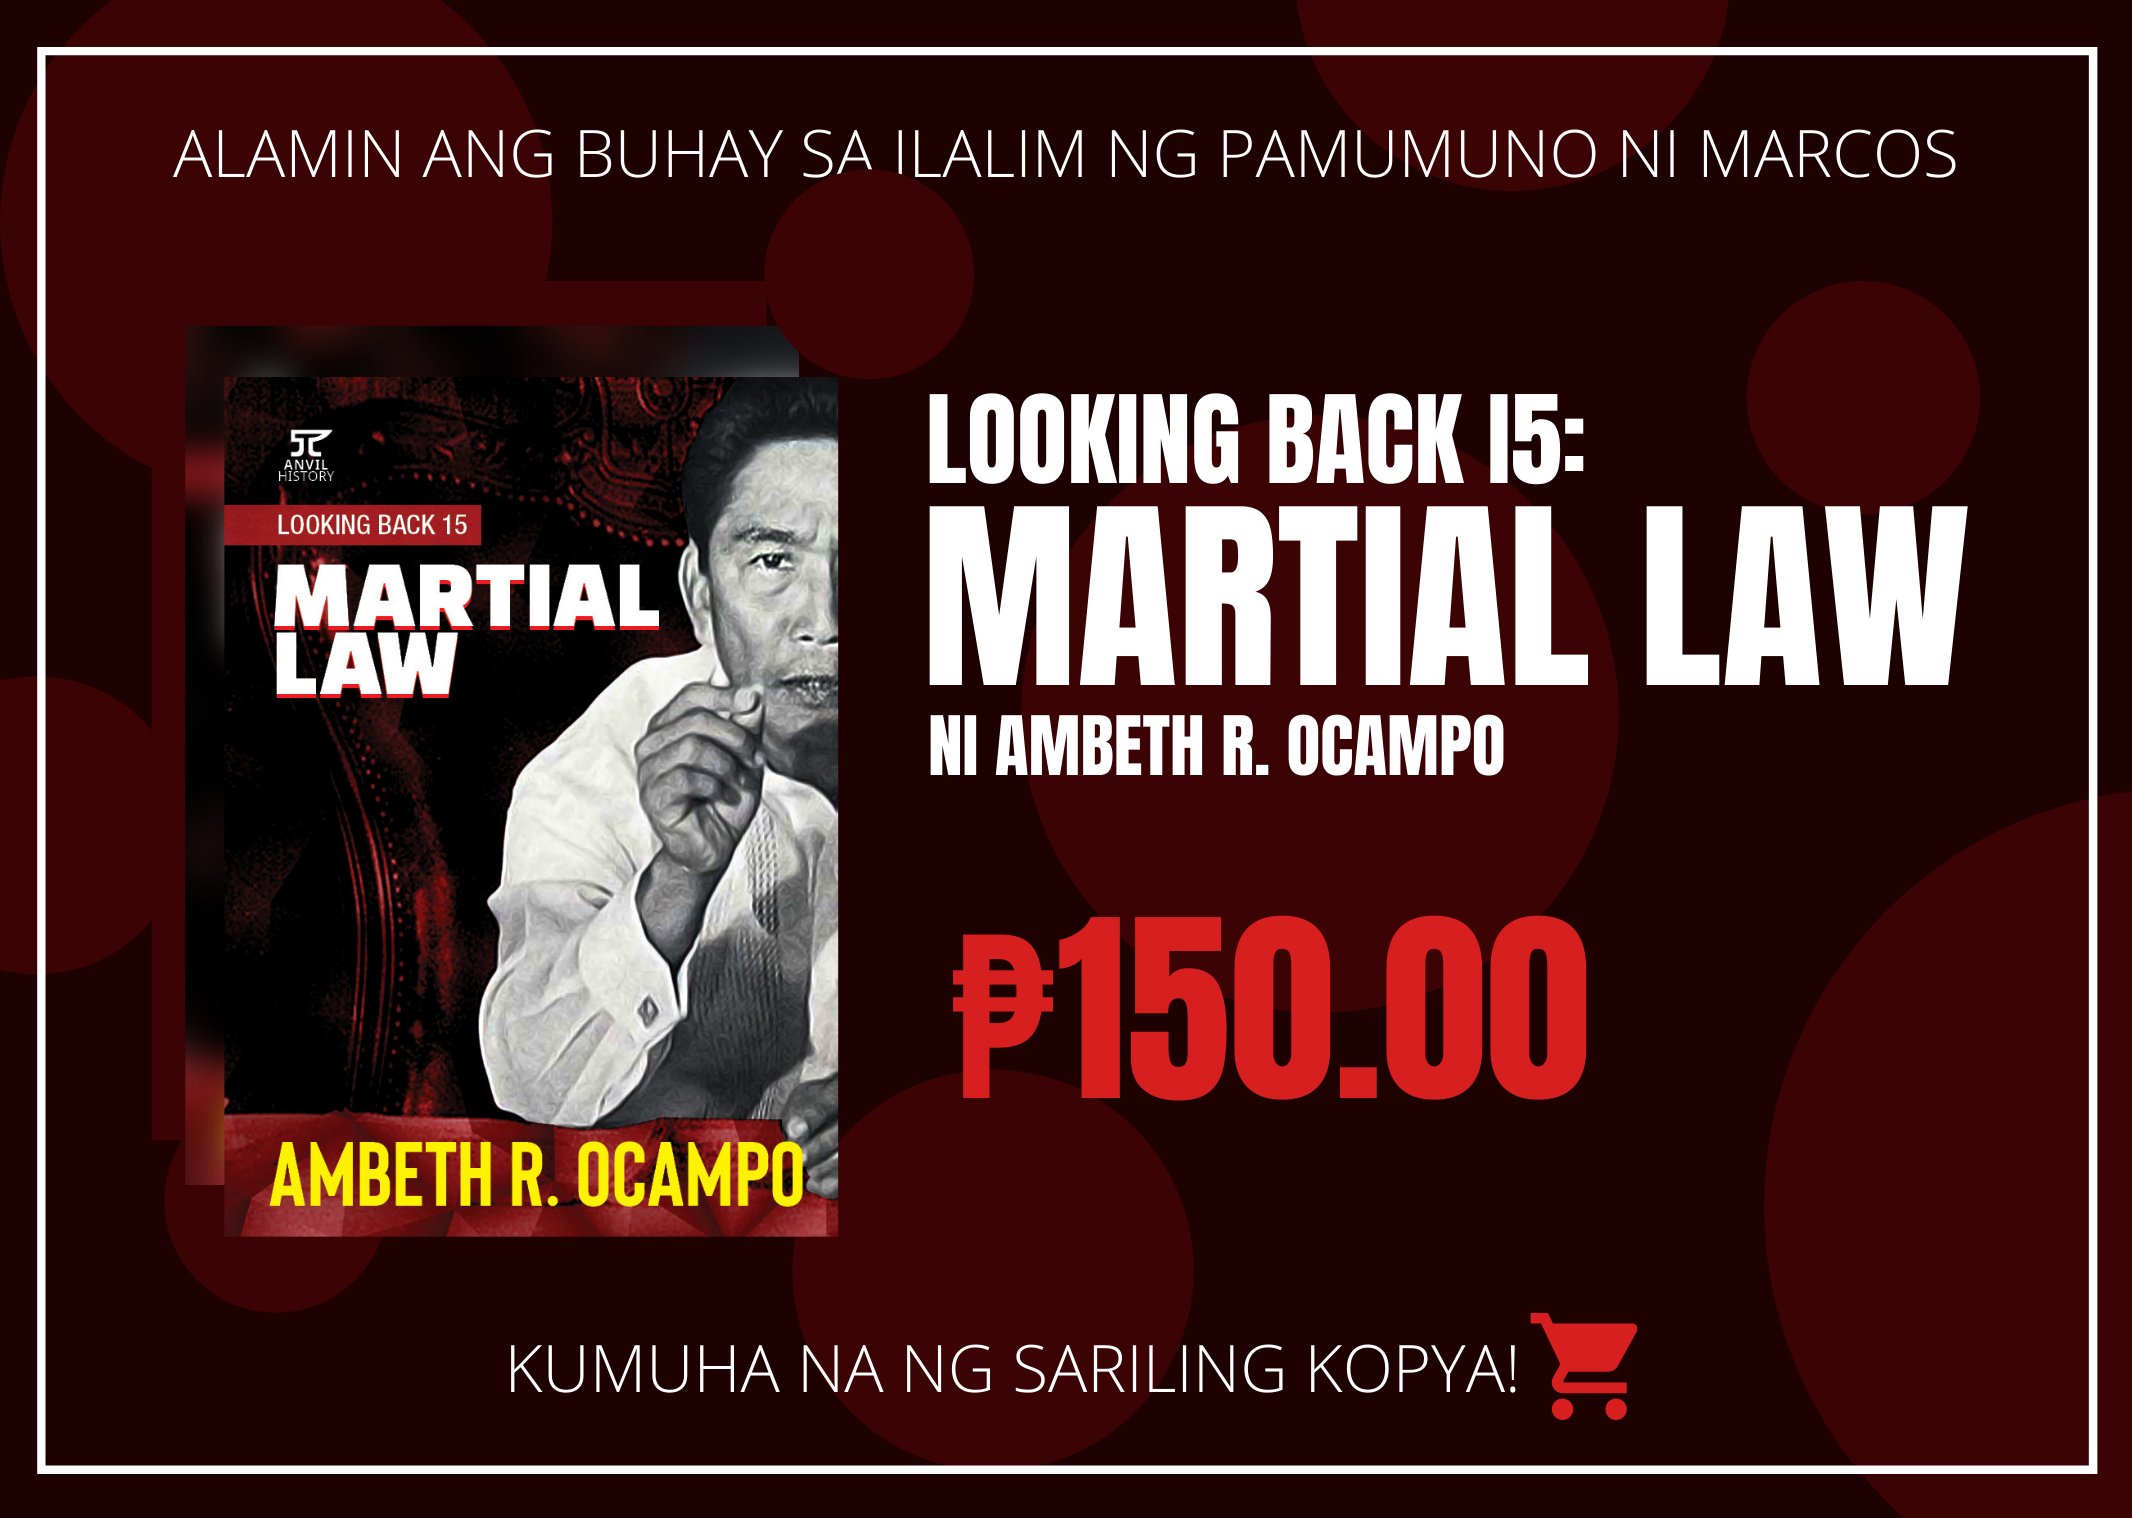 ALAMIN ANG BUHAY SA ILALIM NG PAMUMUNO NI MARCOS
ANVIL
HISTORY
LOOKING BACK 15
MARTIAL
LAW
AMBETH R. OCAMPO
LOOKING BACK 15:
MARTIAL LAW
NI AMBETH R. OCAMPO
₱150.00
KUMUHA NA NG SARILING KOPYA!